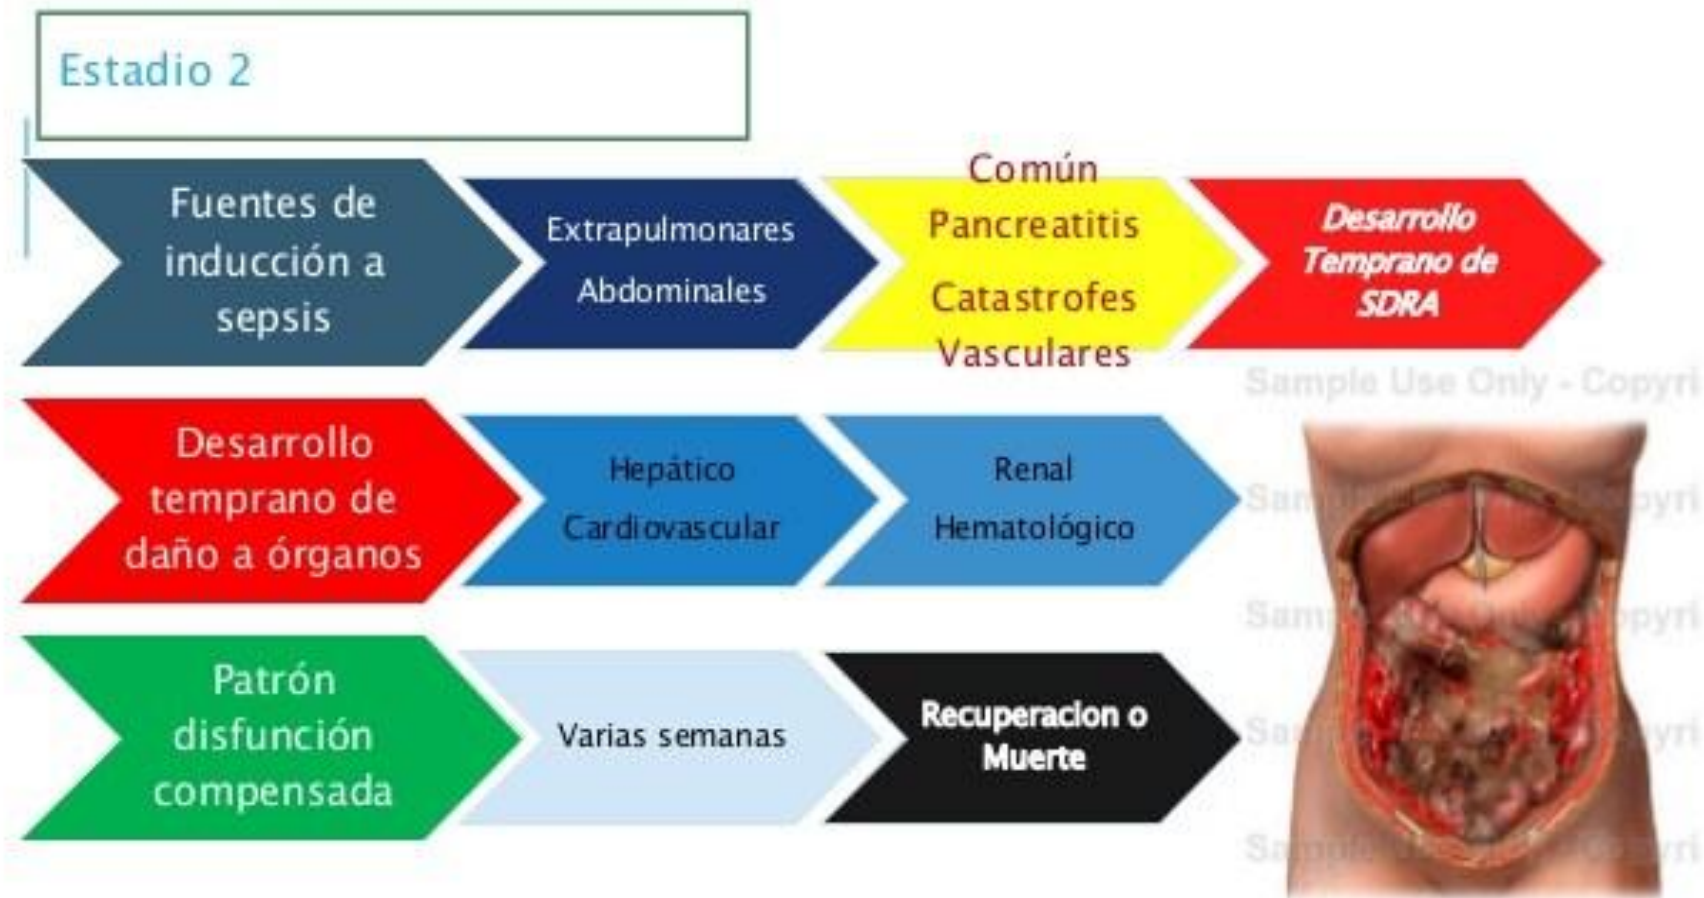 Estadio 2
Fuentes de
inducción a
sepsis
Extrapulmonares
Abdominales
Común
Pancreatitis
Catastrofes
Vasculares
Desarrollo
Temprano de
SDRA
Sample Use Only - Copyri
Desarrollo
temprano de
daño a órganos
Hepático
Cardiovascular
Renal
Hematológico
Patrón
disfunción
compensada
Varias semanas
Recuperacion o
Muerte